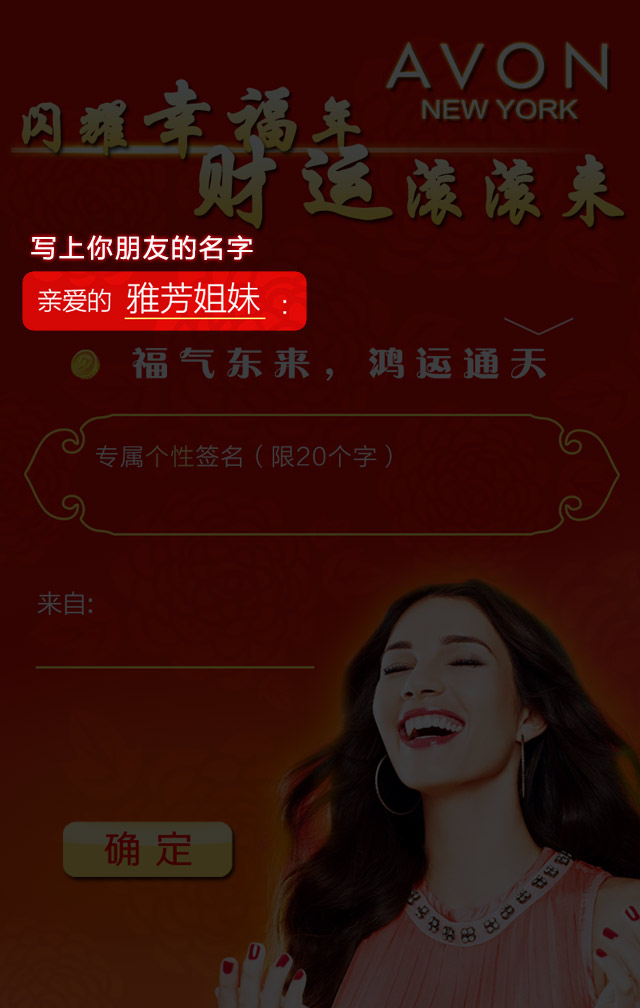 AVON
NEW YORK
闪耀幸福年
财运滚滚来
写上你朋友的名字
亲爱的 雅芳姐妹 :
福气东来，鸿运通天
专属个性签名（限20个字）
来自:
确定